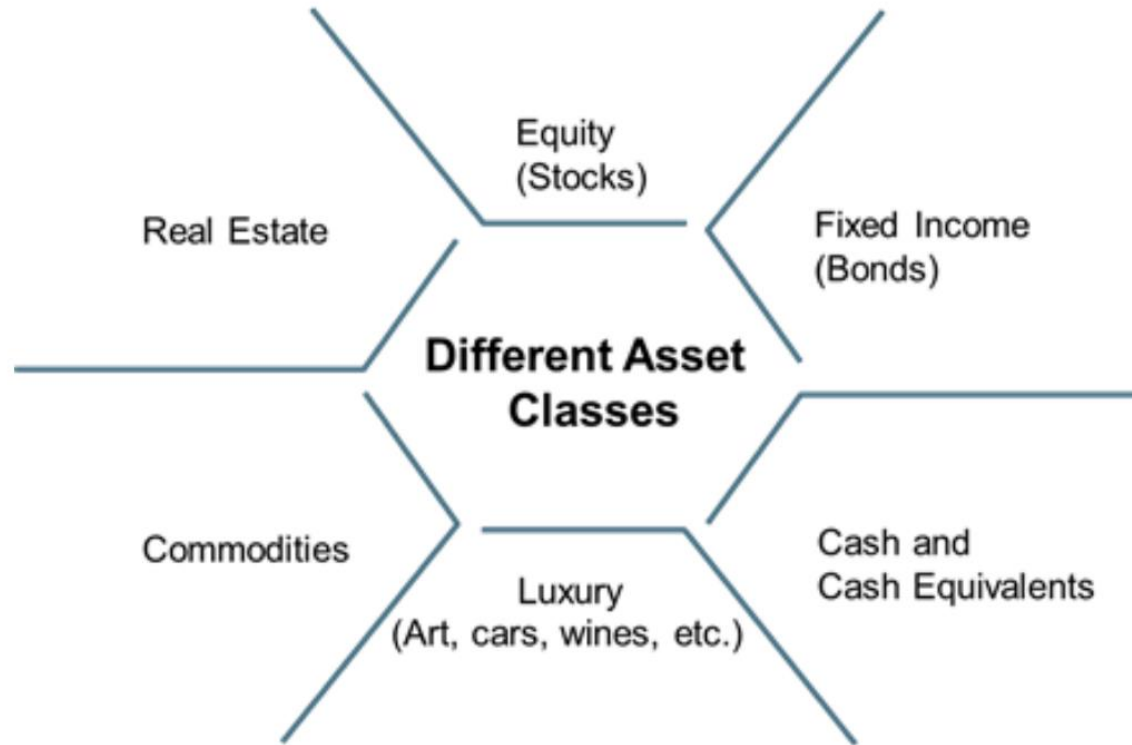 Equity
(Stocks)
Real Estate
Fixed Income
(Bonds)
Different Asset
Classes
Commodities
Cash and
Cash Equivalents
Luxury
(Art, cars, wines, etc.)